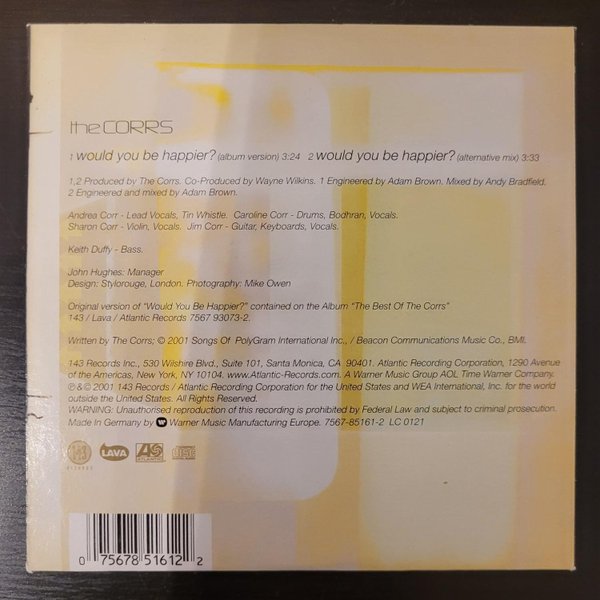 the CORRS
1 would you be happier? (album version) 3:24 2 would you be happier? (alternative mix) 3:33
1,2 Produced by The Corrs. Co-Produced by Wayne Wilkins. 1 Engineered by Adam Brown. Mixed by Andy Bradfield.
2 Engineered and mixed by Adam Brown.
Andrea Corr - Lead Vocals, Tin Whistle. Caroline Corr - Drums, Bodhran, Vocals.
Sharon Corr - Violin, Vocals. Jim Corr - Guitar, Keyboards, Vocals.
Keith Duffy - Bass.
John Hughes: Manager
Design: Stylorouge, London. Photography: Mike Owen
Original version of "Would You Be Happier?" contained on the Album "The Best Of The Corrs"
143 / Lava / Atlantic Records 7567 93073-2.
Written by The Corrs; © 2001 Songs Of PolyGram International Inc., / Beacon Communications Music Co., BMI.
143 Records Inc., 530 Wilshire Blvd., Suite 101, Santa Monica, CA 90401. Atlantic Recording Corporation, 1290 Avenue
of the Americas, New York, NY 10104. www.Atlantic-Records.com. A Warner Music Group AOL Time Warner Company.
℗ & © 2001 143 Records / Atlantic Recording Corporation for the United States and WEA International, Inc. for the world
outside the United States. All Rights Reserved.
WARNING: Unauthorised reproduction of this recording is prohibited by Federal Law and subject to criminal prosecution.
Made In Germany by Warner Music Manufacturing Europe. 7567-85161-2 LC 0121
143 RECORDS LAVA ATLANTIC
0 75678 51612 2